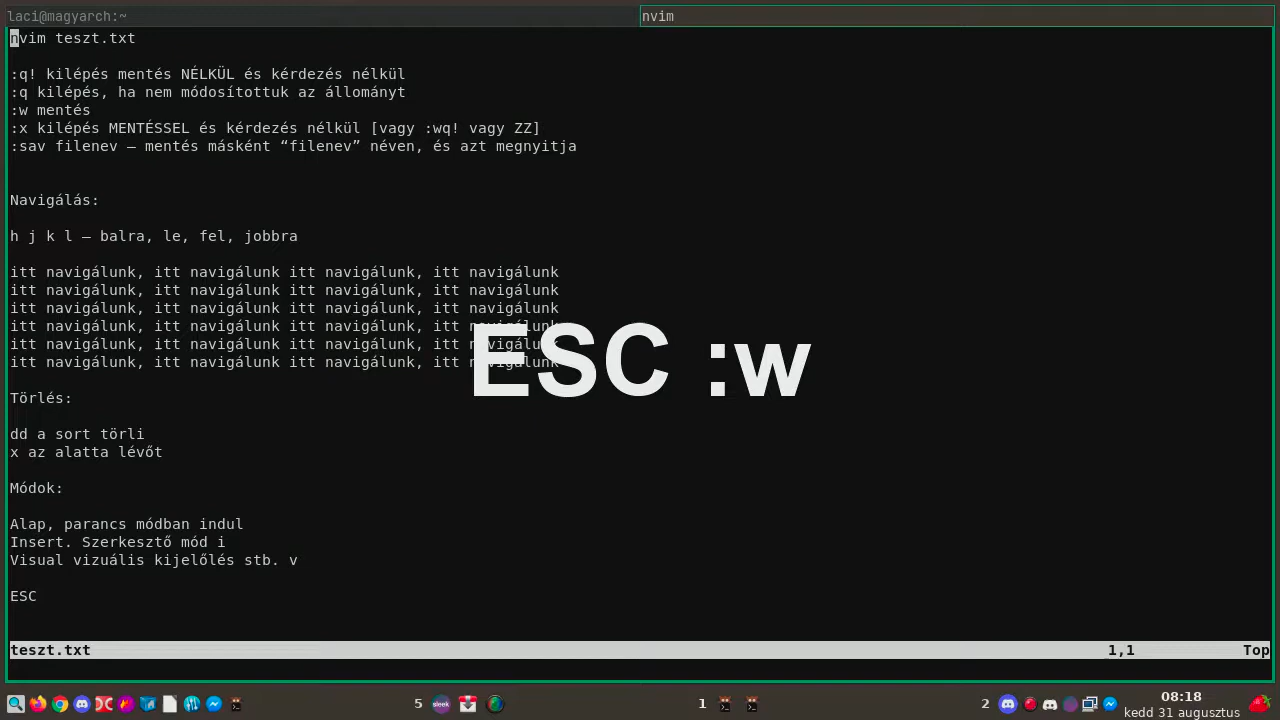 laci@magyarch:~
nvim
nvim teszt.txt
:q! kilépés mentés NÉLKÜL és kérdezés nélkül
:q kilépés, ha nem módosítottuk az állományt
:w mentés
:x kilépés MENTÉSSEL és kérdezés nélkül [vagy :wq! vagy ZZ]
:sav filenev – mentés másként “filenev” néven, és azt megnyitja
Navigálás:
h j k l – balra, le, fel, jobbra
itt navigálunk, itt navigálunk itt navigálunk, itt navigálunk
itt navigálunk, itt navigálunk itt navigálunk, itt navigálunk
itt navigálunk, itt navigálunk itt navigálunk, itt navigálunk
itt navigálunk, itt navigálunk itt navigálunk, itt navigálunk
itt navigálunk, itt navigálunk itt navigálunk, itt navigálunk
itt navigálunk, itt navigálunk itt navigálunk, itt navigálunk
ESC :w
Törlés:
dd a sort törli
x az alatta lévőt
Módok:
Alap, parancs módban indul
Insert. Szerkesztő mód i
Visual vizuális kijelőlés stb. v
ESC
teszt.txt 1,1 Top
5 sleek 1 2 08:18
kedd 31 augusztus